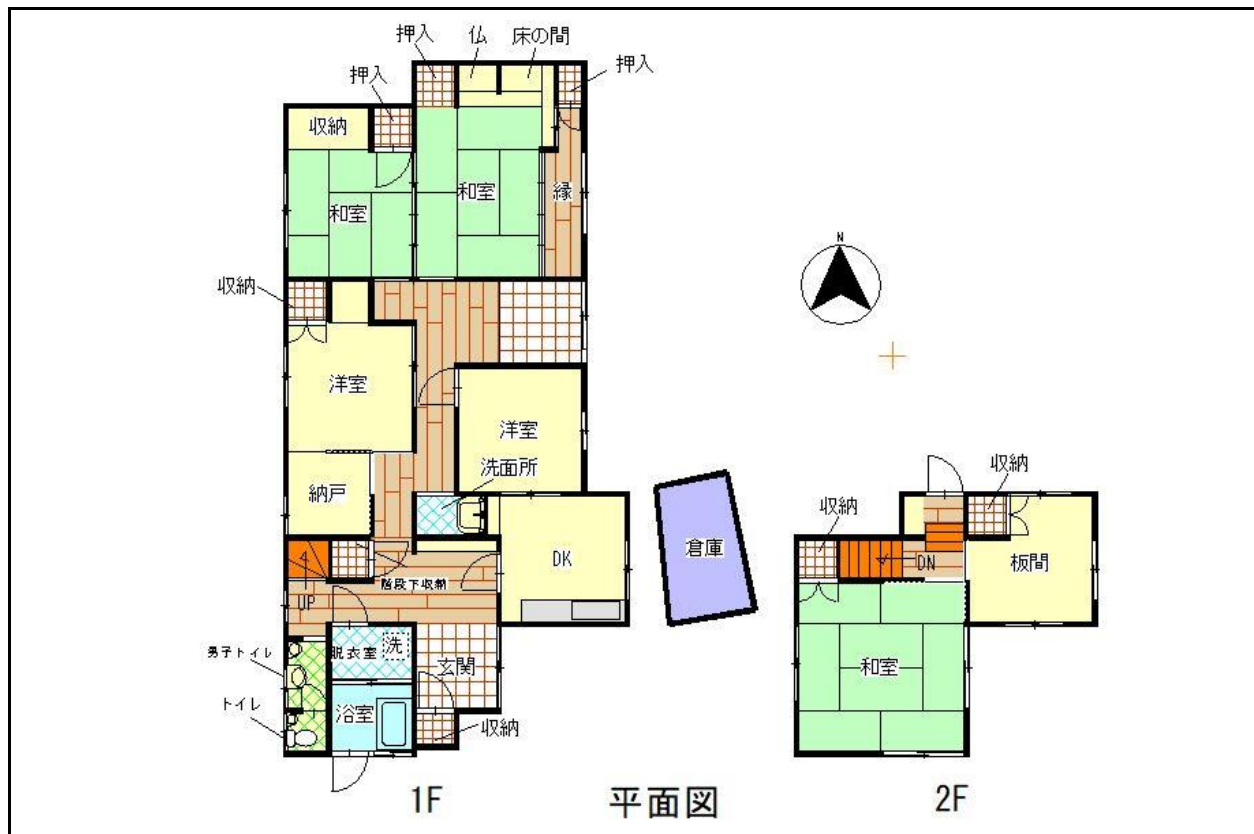 押入
仏
床の間
押入
押入
収納
和室
和室
縁
収納
洋室
洋室
洗面所
納戸
DK
階段下収納
UP
男子トイレ
脱衣室
洗
玄関
トイレ
浴室
収納
倉庫
N
収納
収納
DN
板間
和室
1F
平面図
2F